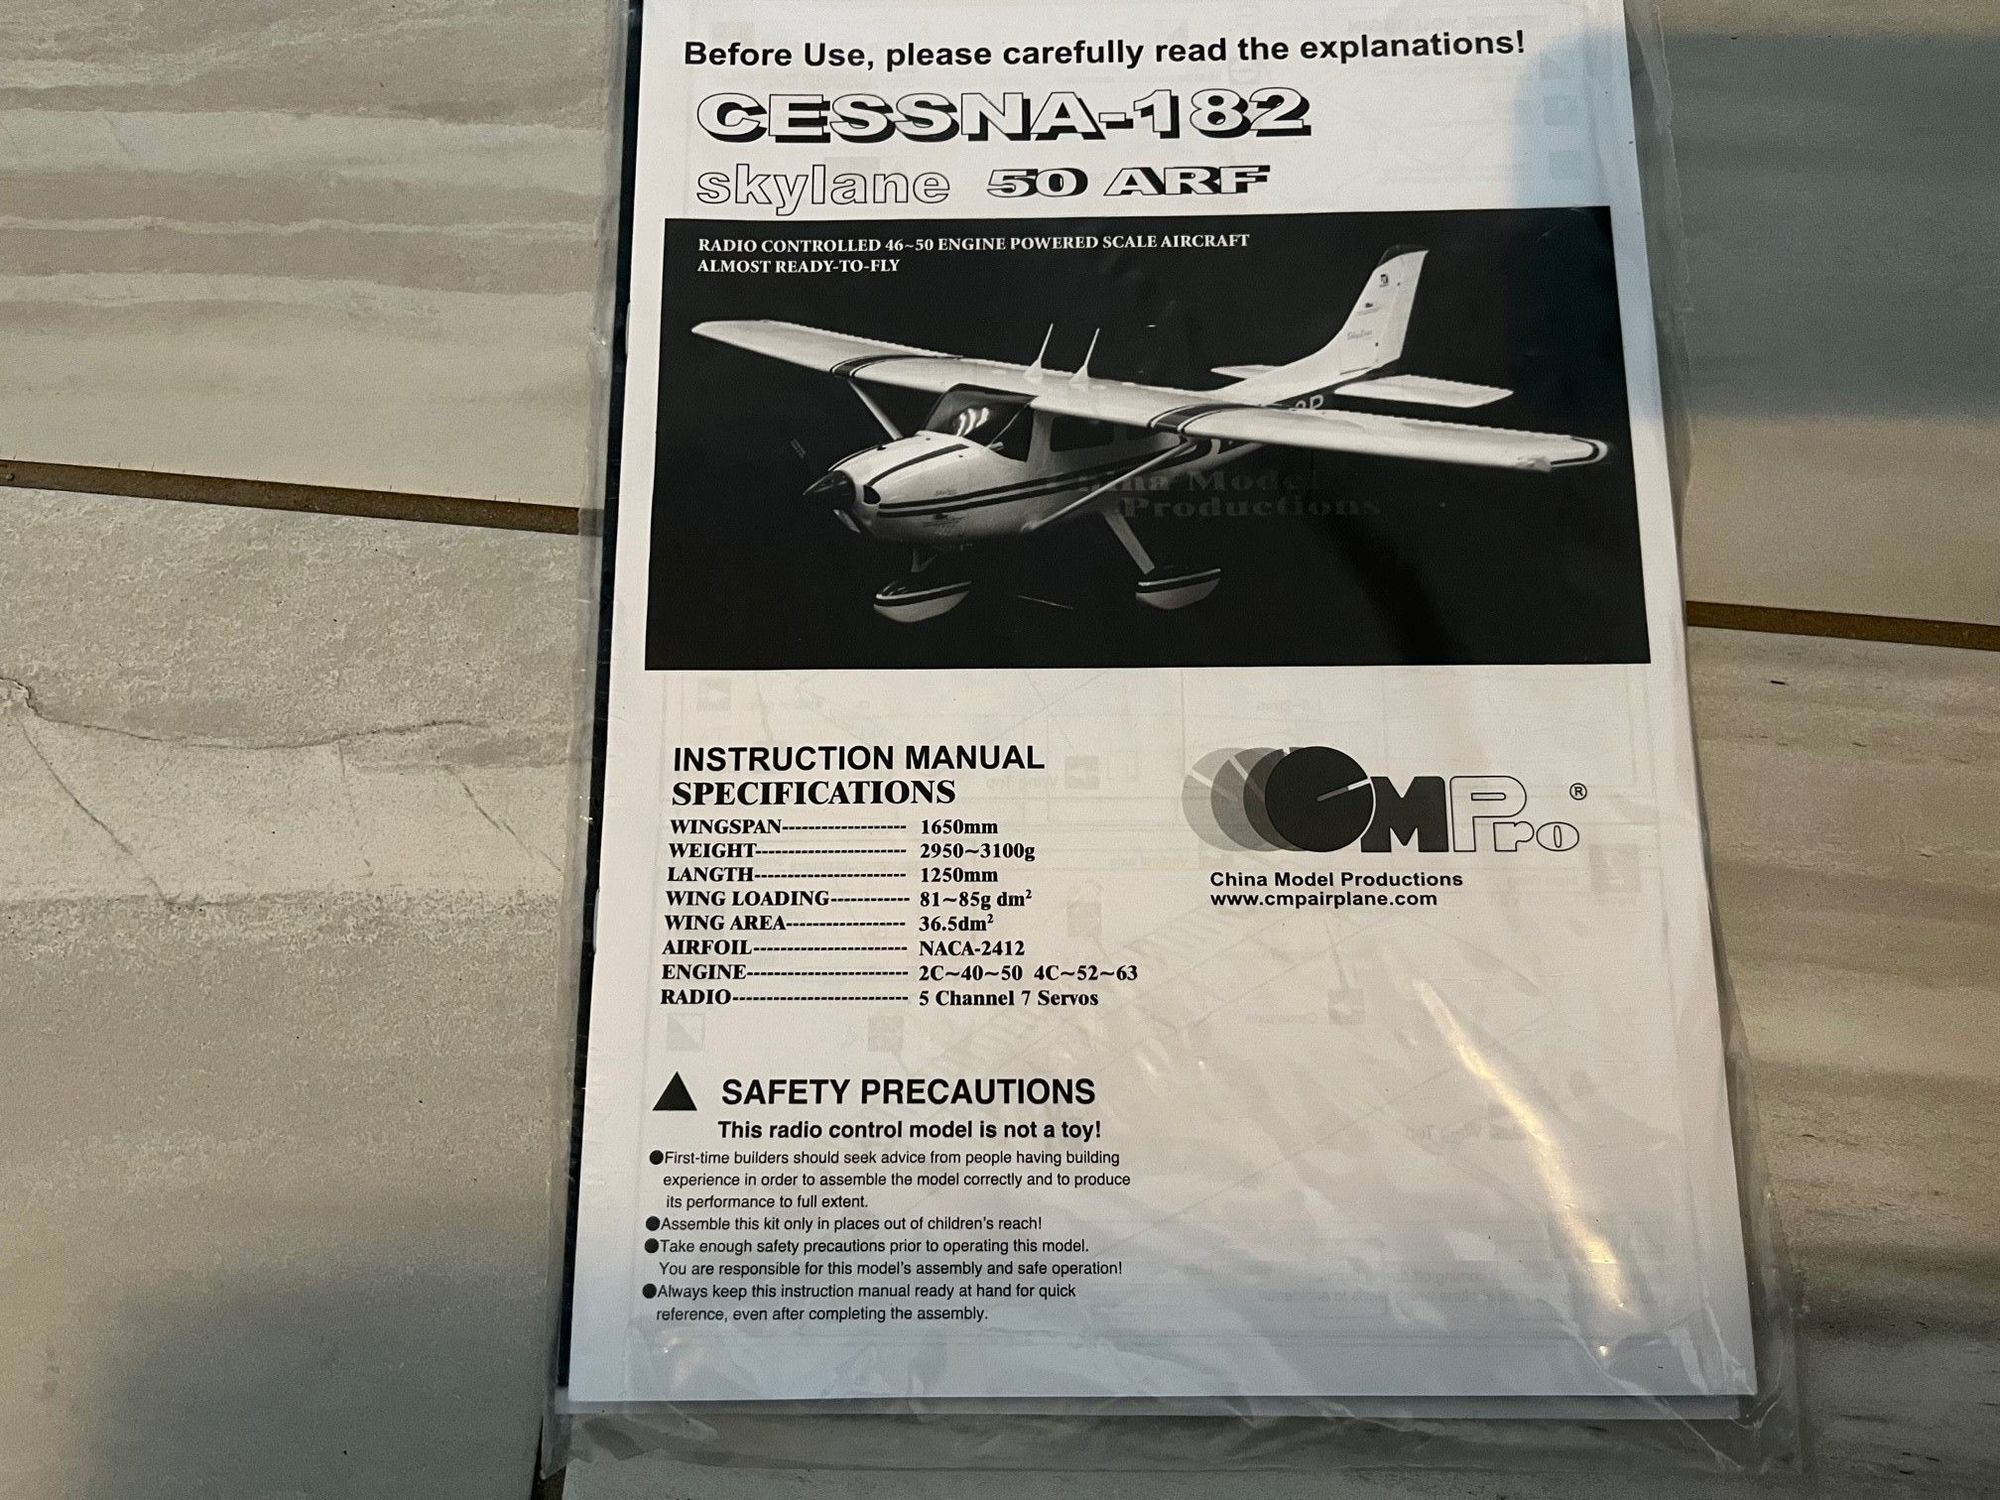 Before Use, please carefully read the explanations!
CESSNA-182
skylane 50 ARF
RADIO CONTROLLED 46~50 ENGINE POWERED SCALE AIRCRAFT
ALMOST READY-TO-FLY
China Model
Productions
INSTRUCTION MANUAL
SPECIFICATIONS
WINGSPAN------------------- 1650mm
WEIGHT----------------------- 2950~3100g
LANGTH----------------------- 1250mm
WING LOADING------------ 81~85g dm²
WING AREA------------------ 36.5dm²
AIRFOIL----------------------- NACA-2412
ENGINE------------------------ 2C~40~50 4C~52~63
RADIO-------------------------- 5 Channel 7 Servos
CMPro ®
China Model Productions
www.cmpairplane.com
SAFETY PRECAUTIONS
This radio control model is not a toy!
●First-time builders should seek advice from people having building
experience in order to assemble the model correctly and to produce
its performance to full extent.
●Assemble this kit only in places out of children's reach!
●Take enough safety precautions prior to operating this model.
You are responsible for this model's assembly and safe operation!
●Always keep this instruction manual ready at hand for quick
reference, even after completing the assembly.